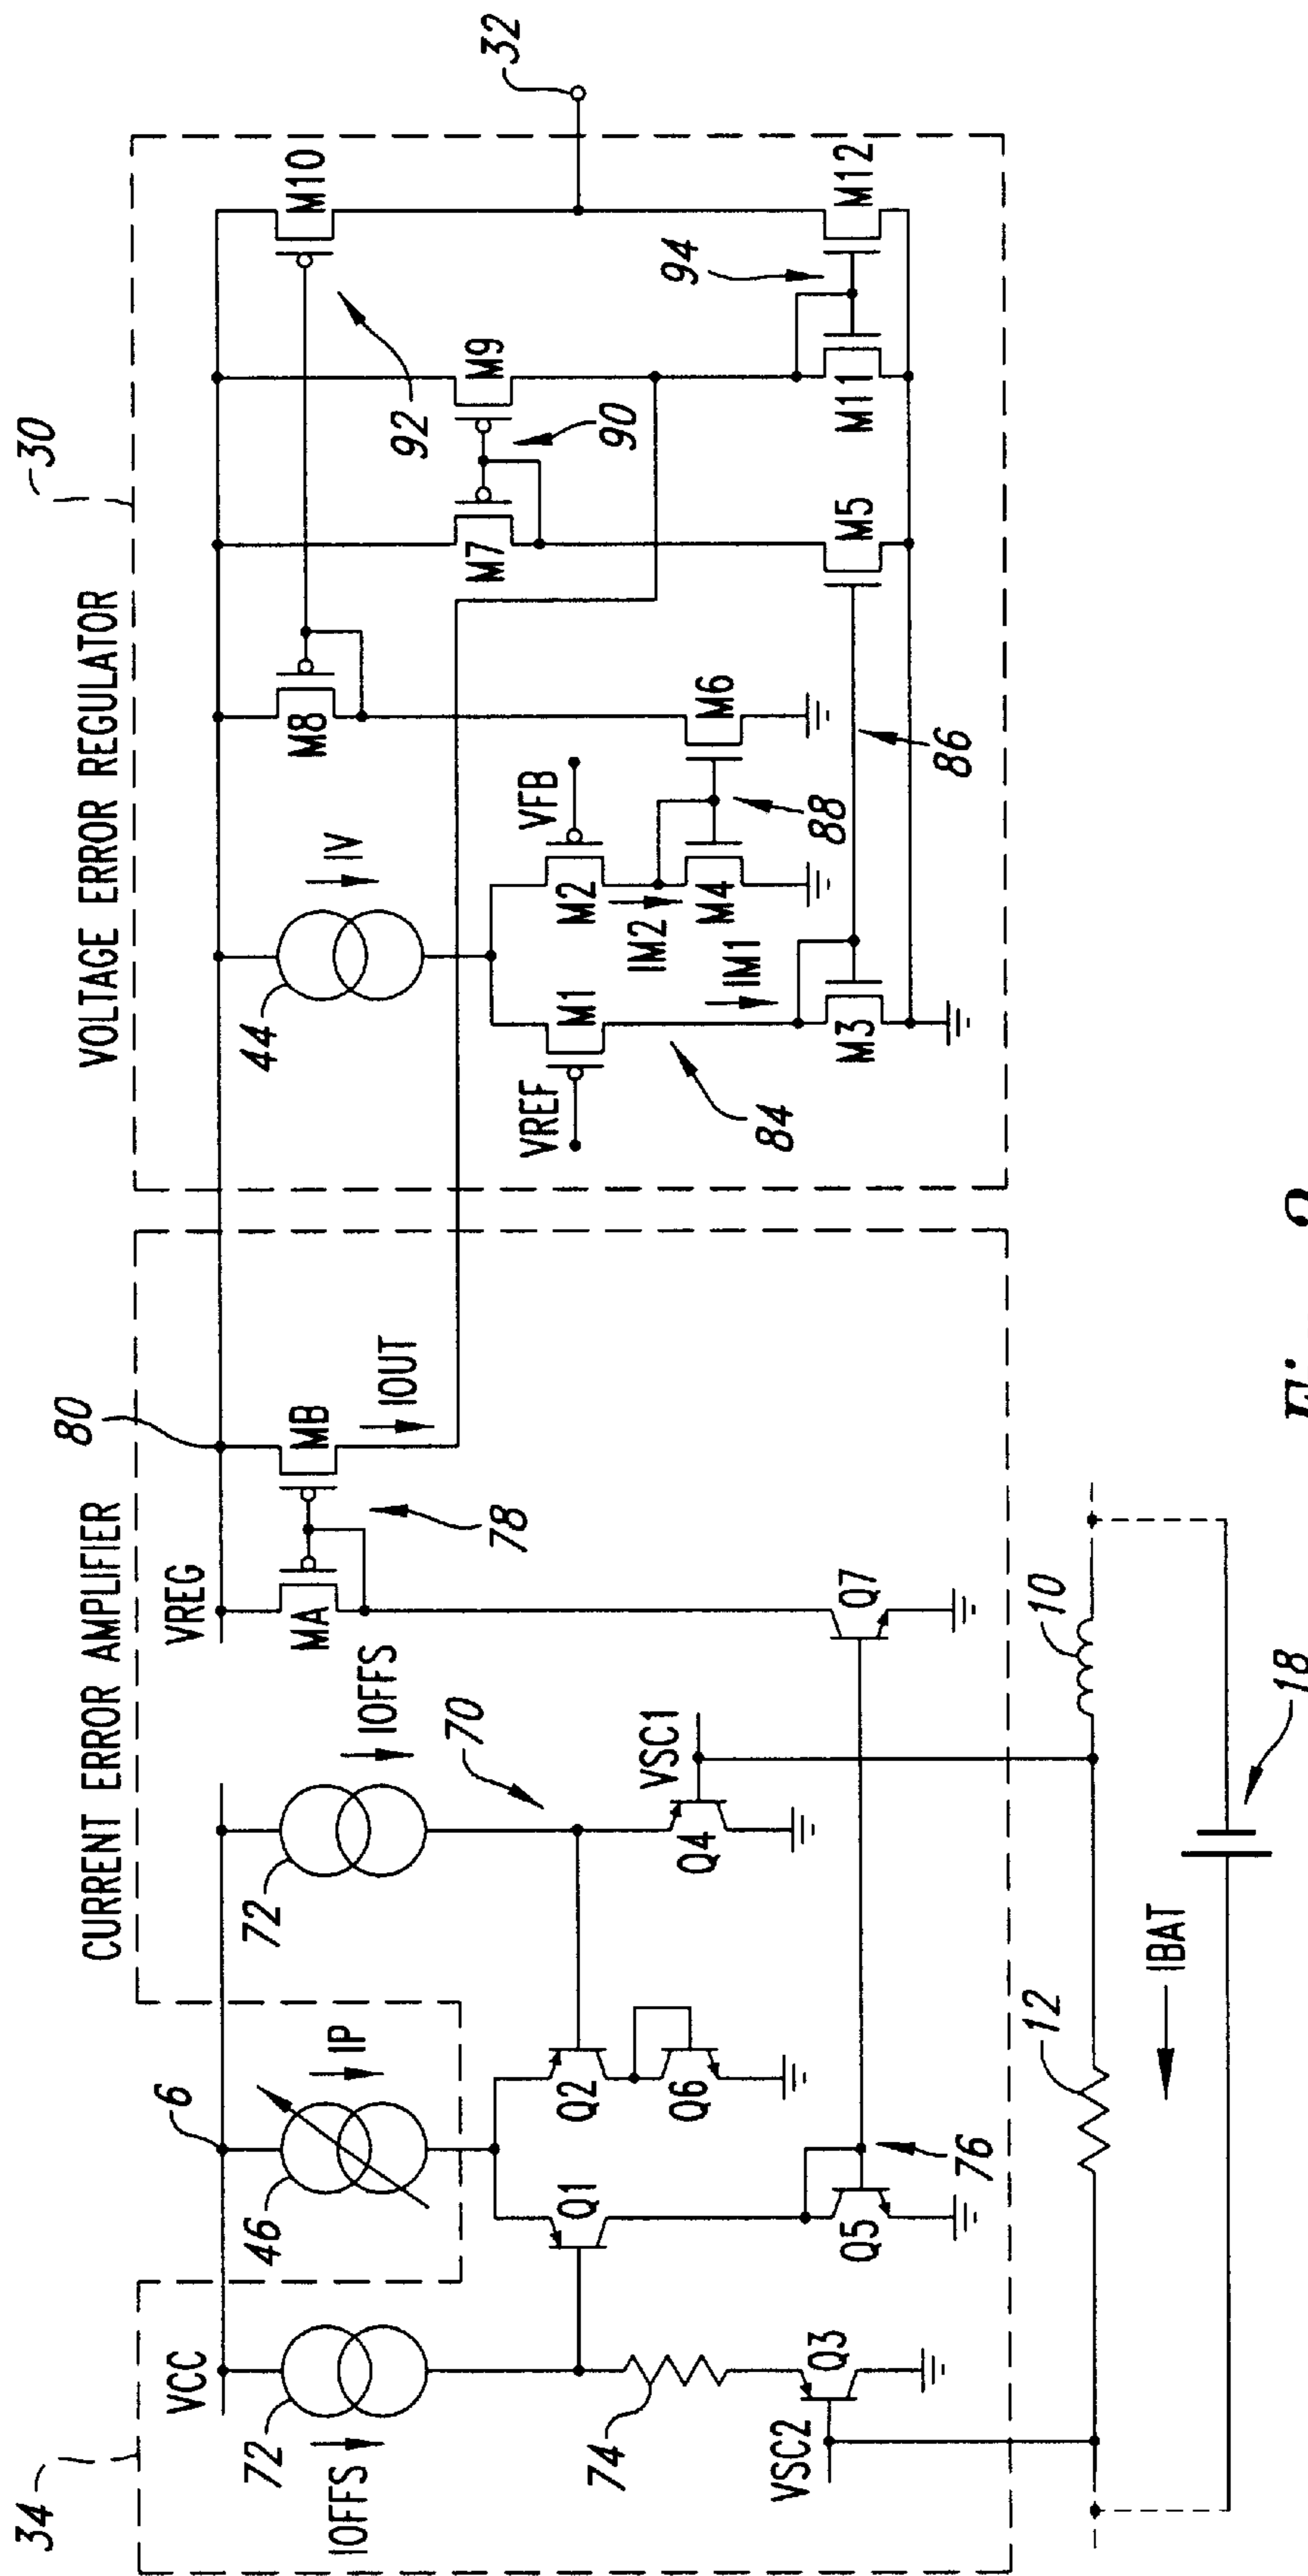 34
CURRENT ERROR AMPLIFIER
80
VOLTAGE ERROR REGULATOR
30
VCC
6
VREG
72
IOFFS
46
IP
72
IOFFS
MA
MB
IOUT
78
70
44
IV
M8
M10
92
32
Q1
Q2
Q6
VREF
M1
M2
VFB
M7
M9
90
74
VSC2
Q3
Q5
76
Q4
VSC1
Q7
84
IM1
IM2
M3
M4
M6
88
86
M5
M11
94
M12
12
10
IBAT
18
Fig.